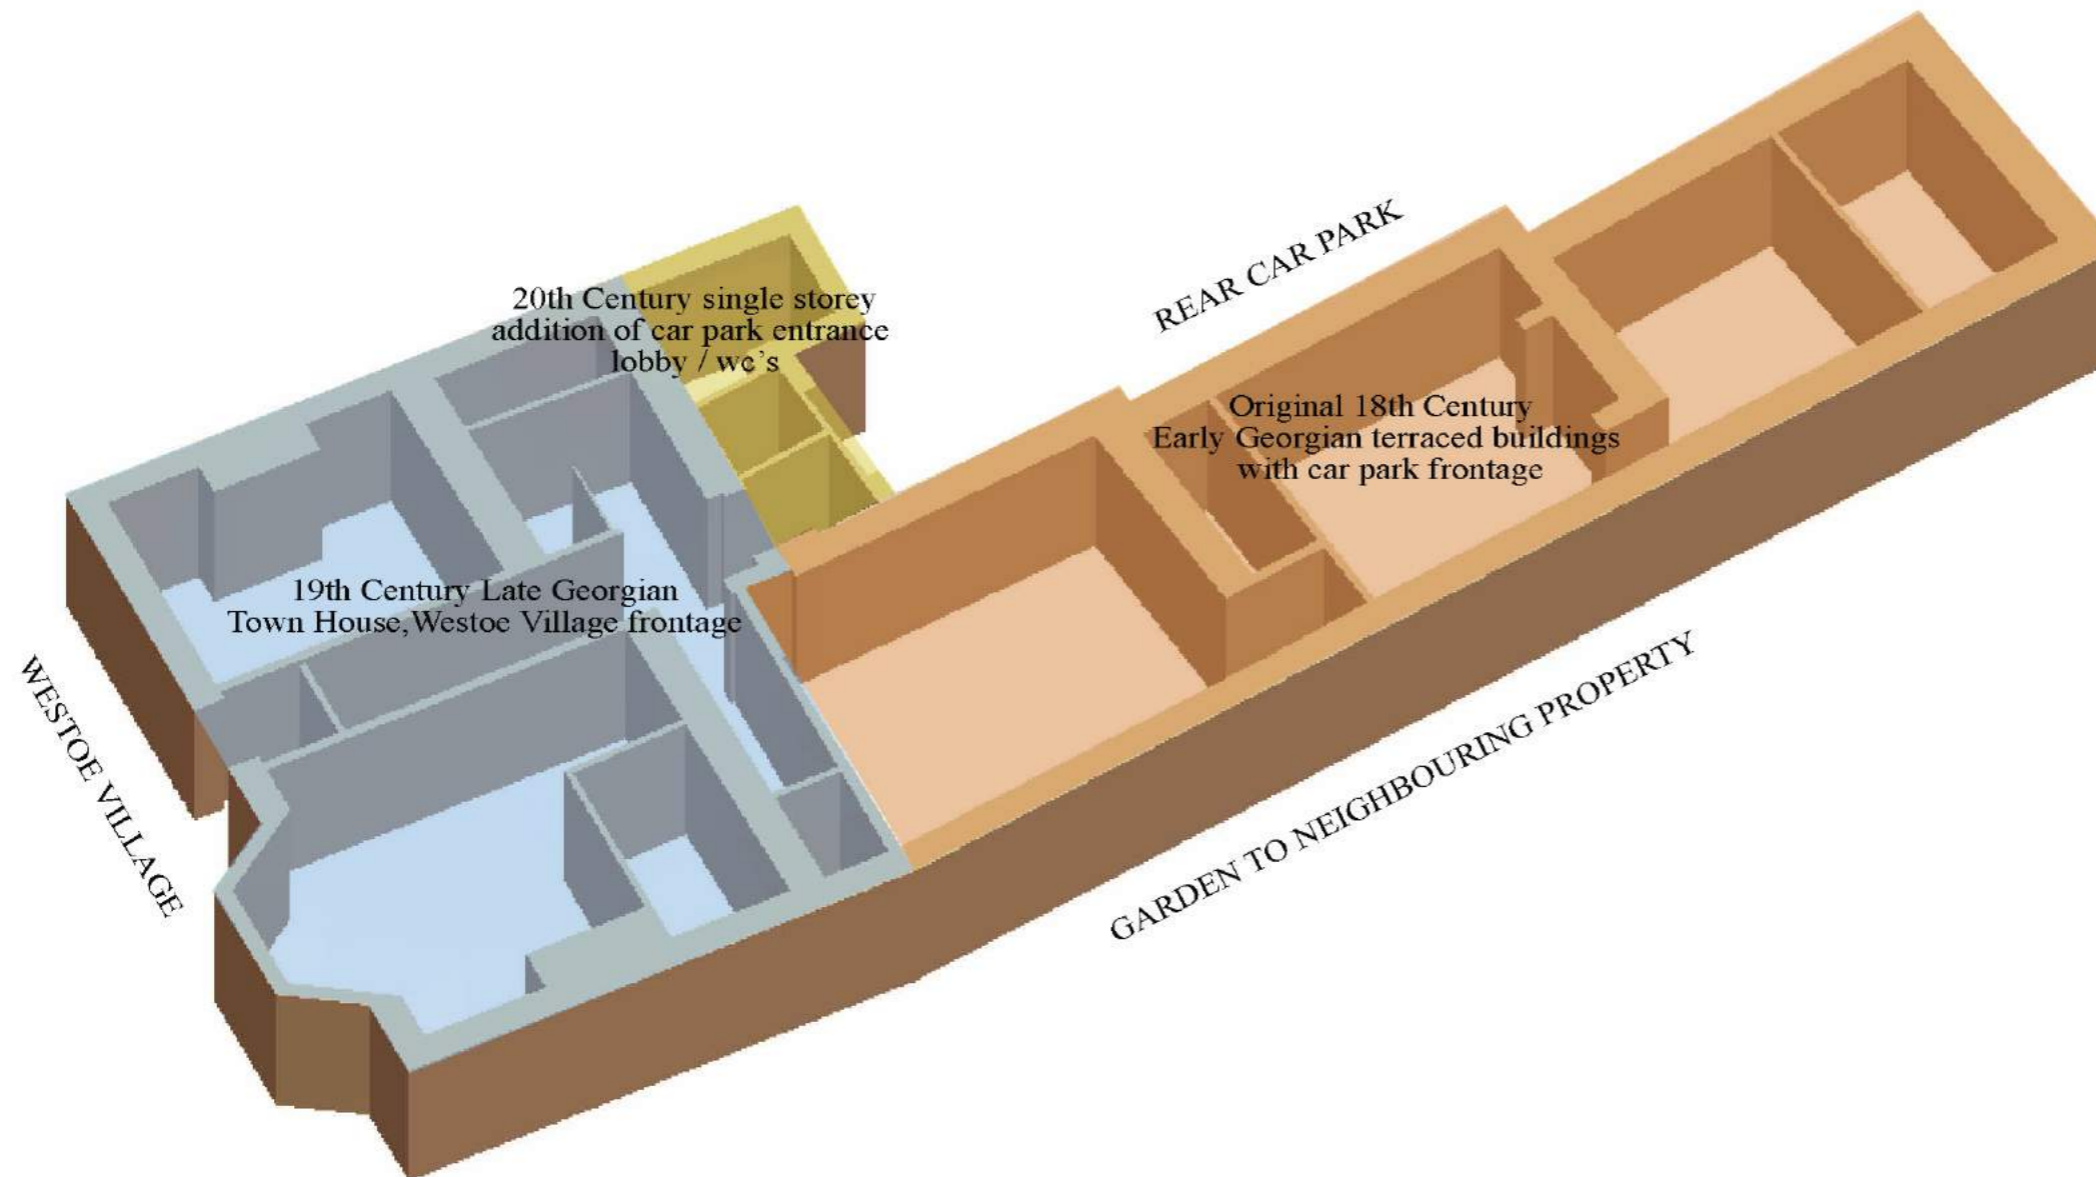 20th Century single storey
addition of car park entrance
lobby / wc's
REAR CAR PARK
Original 18th Century
Early Georgian terraced buildings
with car park frontage
19th Century Late Georgian
Town House, Westoe Village frontage
WESTOE VILLAGE
GARDEN TO NEIGHBOURING PROPERTY